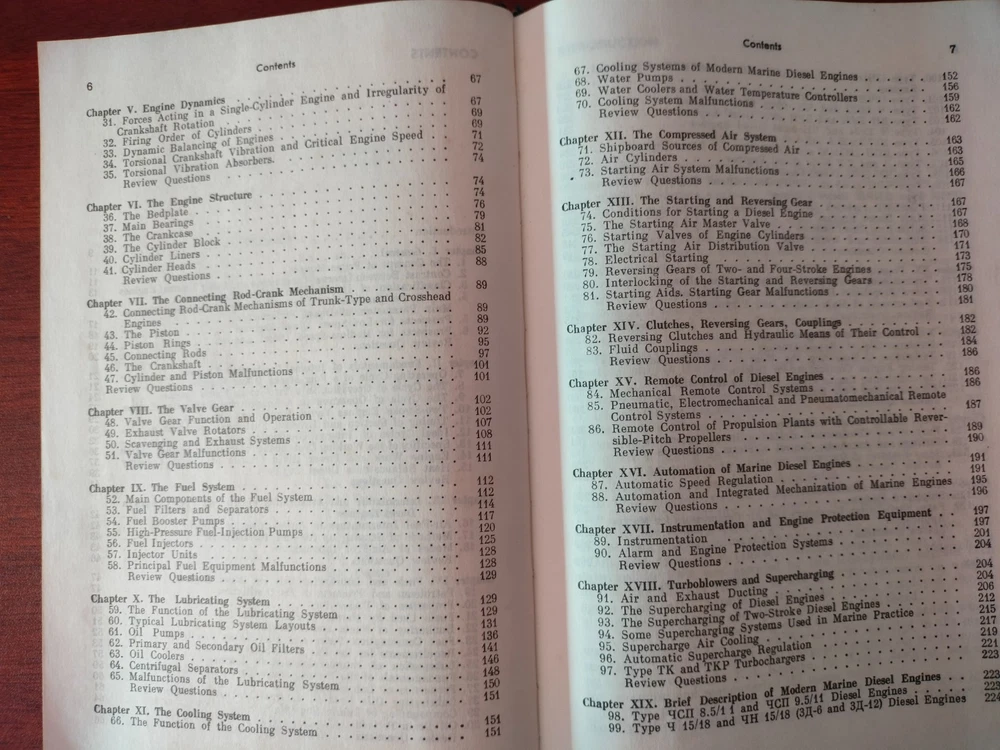 6
Contents
Chapter V. Engine Dynamics . . . 67
31. Forces Acting in a Single-Cylinder Engine and Irregularity of
Crankshaft Rotation . . . 67
32. Firing Order of Cylinders . . . 69
33. Dynamic Balancing of Engines . . . 69
34. Torsional Crankshaft Vibration and Critical Engine Speed . . . 71
35. Torsional Vibration Absorbers. . . . 72
Review Questions . . . 74
Chapter VI. The Engine Structure . . . 74
36. The Bedplate . . . 74
37. Main Bearings . . . 76
38. The Crankcase . . . 79
39. The Cylinder Block . . . 81
40. Cylinder Liners . . . 82
41. Cylinder Heads . . . 85
Review Questions . . . 88
Chapter VII. The Connecting Rod-Crank Mechanism . . . 89
42. Connecting Rod-Crank Mechanisms of Trunk-Type and Crosshead
Engines . . . 89
43. The Piston . . . 89
44. Piston Rings . . . 92
45. Connecting Rods . . . 95
46. The Crankshaft . . . 97
47. Cylinder and Piston Malfunctions . . . 101
Review Questions . . . 101
Chapter VIII. The Valve Gear . . . 102
48. Valve Gear Function and Operation . . . 102
49. Exhaust Valve Rotators . . . 107
50. Scavenging and Exhaust Systems . . . 108
51. Valve Gear Malfunctions . . . 111
Review Questions . . . 111
Chapter IX. The Fuel System . . . 112
52. Main Components of the Fuel System . . . 112
53. Fuel Filters and Separators . . . 114
54. Fuel Booster Pumps . . . 117
55. High-Pressure Fuel-Injection Pumps . . . 120
56. Fuel Injectors . . . 125
57. Injector Units . . . 128
58. Principal Fuel Equipment Malfunctions . . . 128
Review Questions . . . 129
Chapter X. The Lubricating System . . . 129
59. The Function of the Lubricating System . . . 129
60. Typical Lubricating System Layouts . . . 131
61. Oil Pumps . . . 136
62. Primary and Secondary Oil Filters . . . 141
63. Oil Coolers . . . 146
64. Centrifugal Separators . . . 148
65. Malfunctions of the Lubricating System . . . 150
Review Questions . . . 151
Chapter XI. The Cooling System . . . 151
66. The Function of the Cooling System . . . 151
Contents
7
67. Cooling Systems of Modern Marine Diesel Engines . . . 152
68. Water Pumps . . . 156
69. Water Coolers and Water Temperature Controllers . . . 159
70. Cooling System Malfunctions . . . 162
Review Questions . . . 162
Chapter XII. The Compressed Air System . . . 163
71. Shipboard Sources of Compressed Air . . . 163
72. Air Cylinders . . . 165
73. Starting Air System Malfunctions . . . 166
Review Questions . . . 167
Chapter XIII. The Starting and Reversing Gear . . . 167
74. Conditions for Starting a Diesel Engine . . . 167
75. The Starting Air Master Valve . . . 168
76. Starting Valves of Engine Cylinders . . . 170
77. The Starting Air Distribution Valve . . . 171
78. Electrical Starting . . . 173
79. Reversing Gears of Two- and Four-Stroke Engines . . . 175
80. Interlocking of the Starting and Reversing Gears . . . 178
81. Starting Aids. Starting Gear Malfunctions . . . 180
Review Questions . . . 181
Chapter XIV. Clutches, Reversing Gears, Couplings . . . 182
82. Reversing Clutches and Hydraulic Means of Their Control . . . 182
83. Fluid Couplings . . . 184
Review Questions . . . 186
Chapter XV. Remote Control of Diesel Engines . . . 186
84. Mechanical Remote Control Systems . . . 186
85. Pneumatic, Electromechanical and Pneumatomechanical Remote
Control Systems . . . 187
86. Remote Control of Propulsion Plants with Controllable Rever-
sible-Pitch Propellers . . . 189
Review Questions . . . 190
Chapter XVI. Automation of Marine Diesel Engines . . . 191
87. Automatic Speed Regulation . . . 191
88. Automation and Integrated Mechanization of Marine Engines 195
Review Questions . . . 196
Chapter XVII. Instrumentation and Engine Protection Equipment . . . 197
89. Instrumentation . . . 197
90. Alarm and Engine Protection Systems . . . 201
Review Questions . . . 204
Chapter XVIII. Turboblowers and Supercharging . . . 204
91. Air and Exhaust Ducting . . . 204
92. The Supercharging of Diesel Engines . . . 206
93. The Supercharging of Two-Stroke Diesel Engines . . . 212
94. Some Supercharging Systems Used in Marine Practice . . . 215
95. Supercharge Air Cooling . . . 217
96. Automatic Supercharge Regulation . . . 219
97. Type TK and TKP Turbochargers . . . 221
Review Questions . . . 223
Chapter XIX. Brief Description of Modern Marine Diesel Engines . . . 223
98. Type ЧСП 8.5/11 and ЧСП 9.5/11 Diesel Engines . . . 223
99. Type Ч 15/18 and ЧН 15/18 (3Д-6 and 3Д-12) Diesel Engines 224